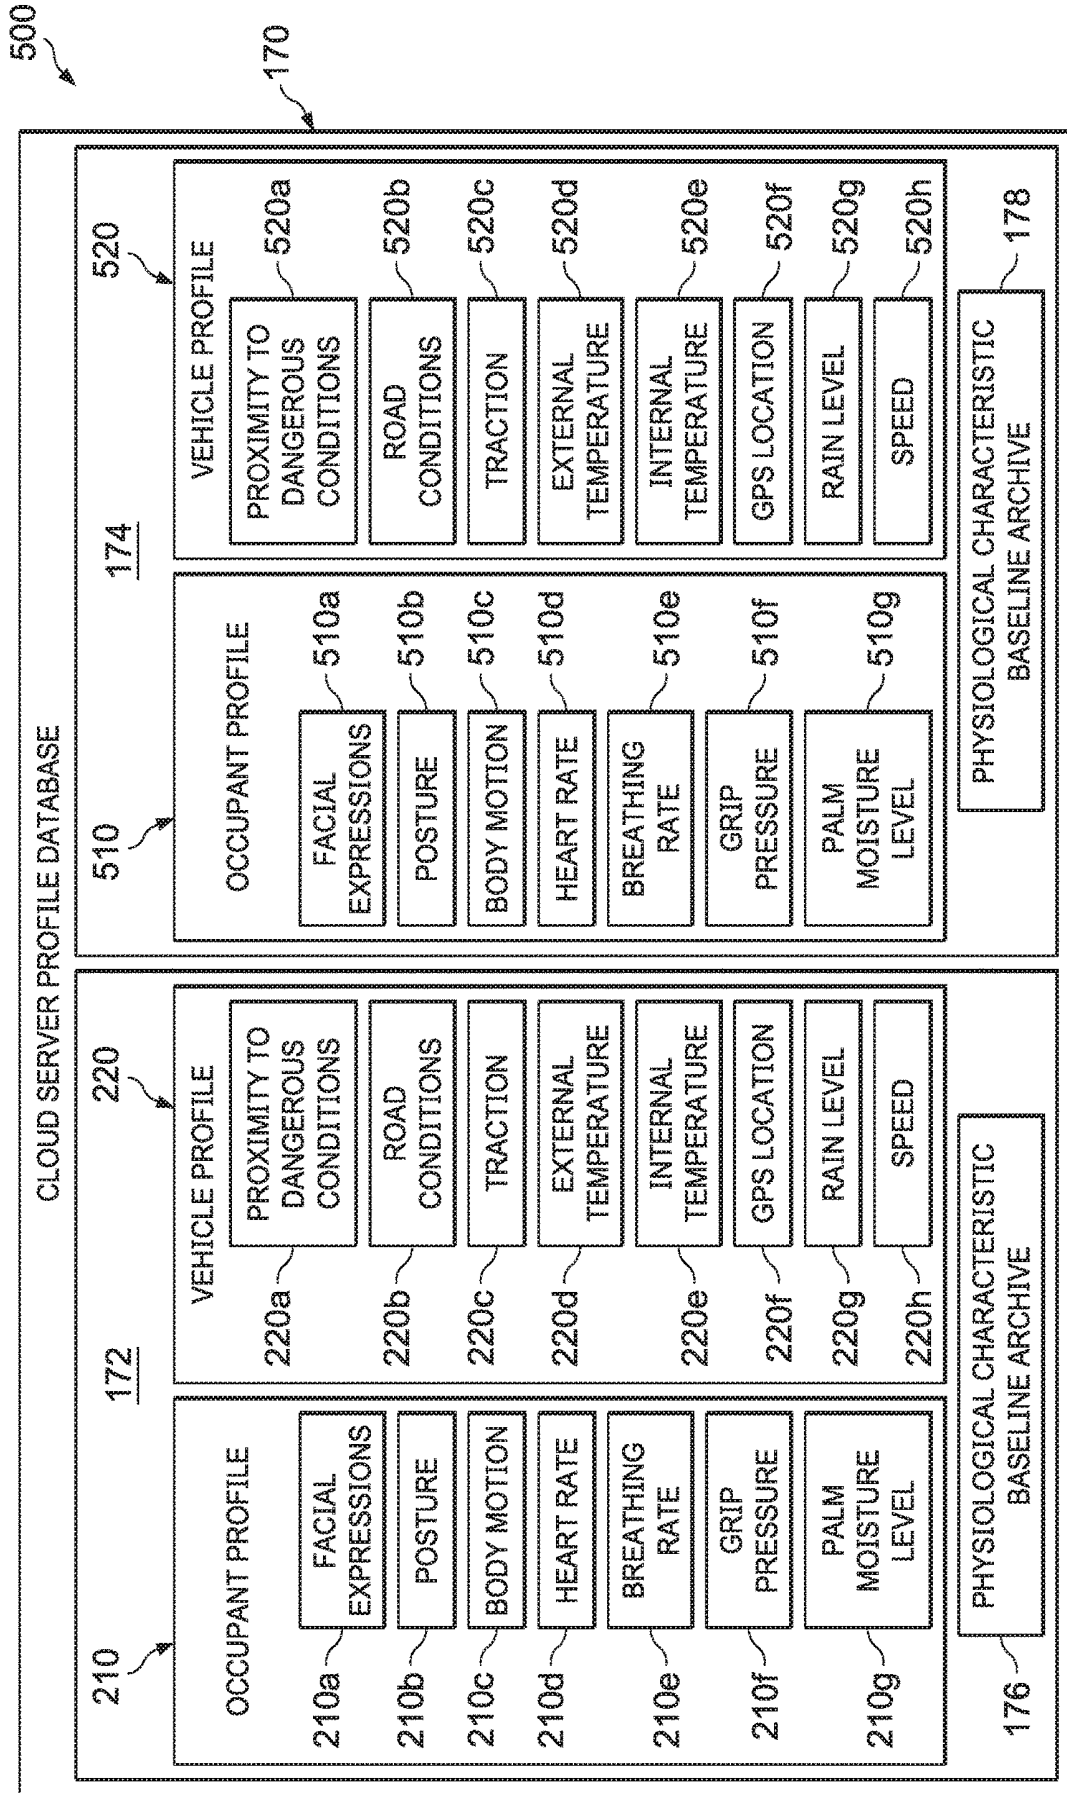 500
170
CLOUD SERVER PROFILE DATABASE
172
210
OCCUPANT PROFILE
210a
FACIAL
EXPRESSIONS
210b
POSTURE
210c
BODY MOTION
210d
HEART RATE
210e
BREATHING
RATE
210f
GRIP
PRESSURE
210g
PALM
MOISTURE
LEVEL
220
VEHICLE PROFILE
220a
PROXIMITY TO
DANGEROUS
CONDITIONS
220b
ROAD
CONDITIONS
220c
TRACTION
220d
EXTERNAL
TEMPERATURE
220e
INTERNAL
TEMPERATURE
220f
GPS LOCATION
220g
RAIN LEVEL
220h
SPEED
176
PHYSIOLOGICAL CHARACTERISTIC
BASELINE ARCHIVE
174
510
OCCUPANT PROFILE
FACIAL
EXPRESSIONS
510a
POSTURE
510b
BODY MOTION
510c
HEART RATE
510d
BREATHING
RATE
510e
GRIP
PRESSURE
510f
PALM
MOISTURE
LEVEL
510g
520
VEHICLE PROFILE
PROXIMITY TO
DANGEROUS
CONDITIONS
520a
ROAD
CONDITIONS
520b
TRACTION
520c
EXTERNAL
TEMPERATURE
520d
INTERNAL
TEMPERATURE
520e
GPS LOCATION
520f
RAIN LEVEL
520g
SPEED
520h
PHYSIOLOGICAL CHARACTERISTIC
BASELINE ARCHIVE
178